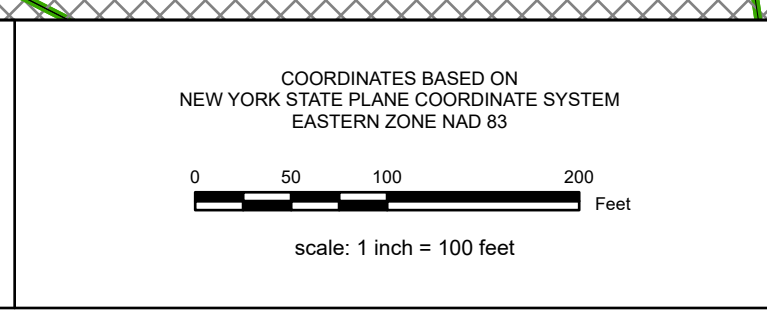 COORDINATES BASED ON
NEW YORK STATE PLANE COORDINATE SYSTEM
EASTERN ZONE NAD 83
0 50 100 200
Feet
scale: 1 inch = 100 feet